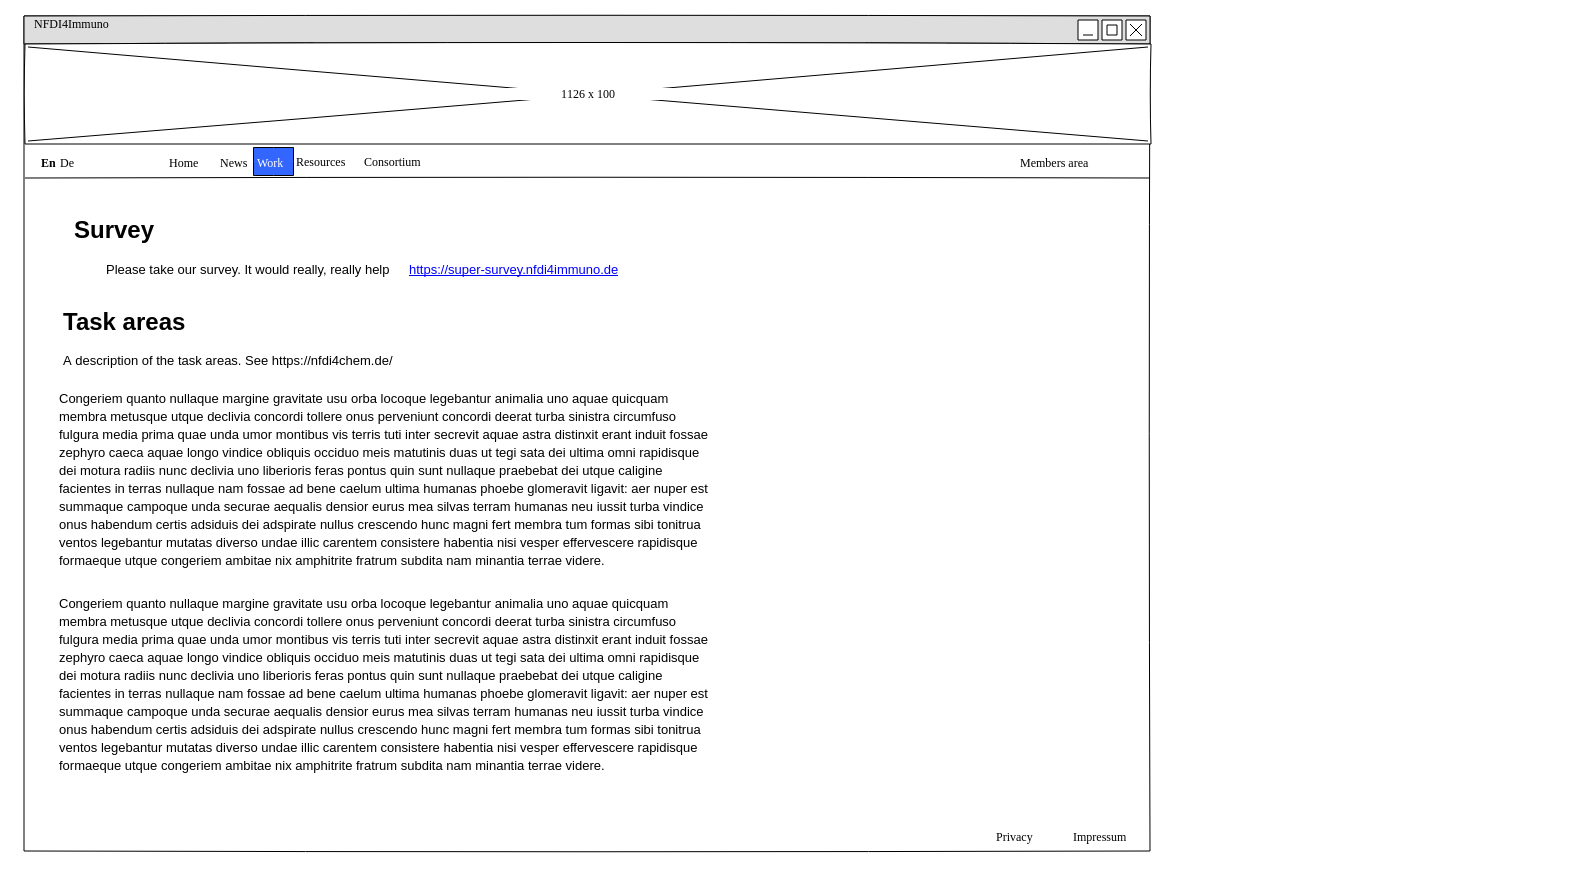 NFDI4Immuno
1126 x 100
En De Home News Work Resources Consortium Members area
Survey
Please take our survey. It would really, really help https://super-survey.nfdi4immuno.de
Task areas
A description of the task areas. See https://nfdi4chem.de/
Congeriem quanto nullaque margine gravitate usu orba locoque legebantur animalia uno aquae quicquam
membra metusque utque declivia concordi tollere onus perveniunt concordi deerat turba sinistra circumfuso
fulgura media prima quae unda umor montibus vis terris tuti inter secrevit aquae astra distinxit erant induit fossae
zephyro caeca aquae longo vindice obliquis occiduo meis matutinis duas ut tegi sata dei ultima omni rapidisque
dei motura radiis nunc declivia uno liberioris feras pontus quin sunt nullaque praebebat dei utque caligine
facientes in terras nullaque nam fossae ad bene caelum ultima humanas phoebe glomeravit ligavit: aer nuper est
summaque campoque unda securae aequalis densior eurus mea silvas terram humanas neu iussit turba vindice
onus habendum certis adsiduis dei adspirate nullus crescendo hunc magni fert membra tum formas sibi tonitrua
ventos legebantur mutatas diverso undae illic carentem consistere habentia nisi vesper effervescere rapidisque
formaeque utque congeriem ambitae nix amphitrite fratrum subdita nam minantia terrae videre.
Congeriem quanto nullaque margine gravitate usu orba locoque legebantur animalia uno aquae quicquam
membra metusque utque declivia concordi tollere onus perveniunt concordi deerat turba sinistra circumfuso
fulgura media prima quae unda umor montibus vis terris tuti inter secrevit aquae astra distinxit erant induit fossae
zephyro caeca aquae longo vindice obliquis occiduo meis matutinis duas ut tegi sata dei ultima omni rapidisque
dei motura radiis nunc declivia uno liberioris feras pontus quin sunt nullaque praebebat dei utque caligine
facientes in terras nullaque nam fossae ad bene caelum ultima humanas phoebe glomeravit ligavit: aer nuper est
summaque campoque unda securae aequalis densior eurus mea silvas terram humanas neu iussit turba vindice
onus habendum certis adsiduis dei adspirate nullus crescendo hunc magni fert membra tum formas sibi tonitrua
ventos legebantur mutatas diverso undae illic carentem consistere habentia nisi vesper effervescere rapidisque
formaeque utque congeriem ambitae nix amphitrite fratrum subdita nam minantia terrae videre.
Privacy Impressum